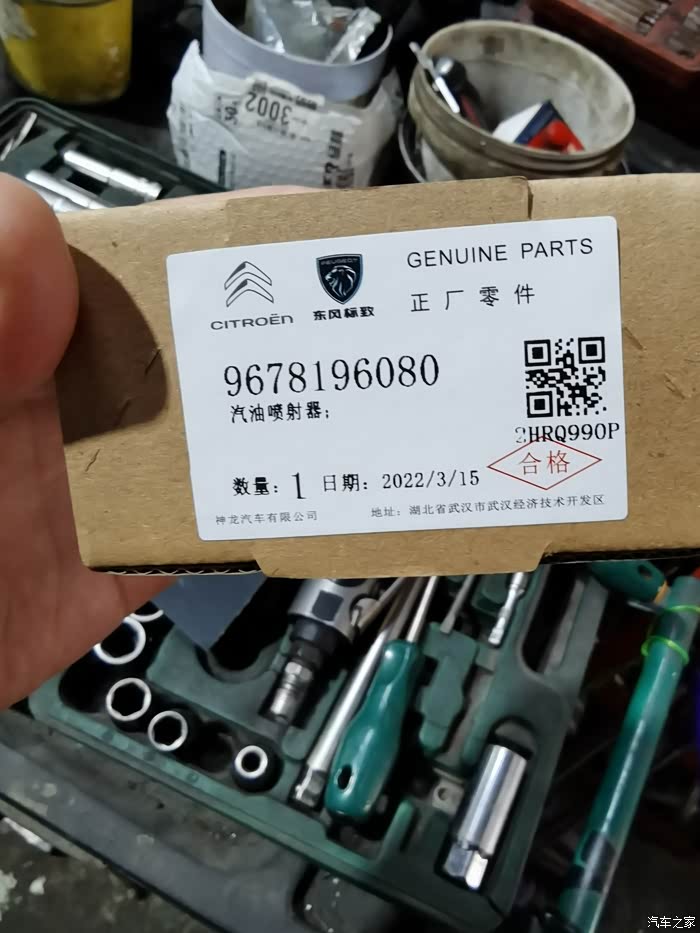 3002
30
CITROËN
PEUGEOT
东风标致
GENUINE PARTS
正厂零件
9678196080
汽油喷射器;
2HRQ990P
合格
数量: 1 日期: 2022/3/15
神龙汽车有限公司
地址: 湖北省武汉市武汉经济技术开发区
汽车之家